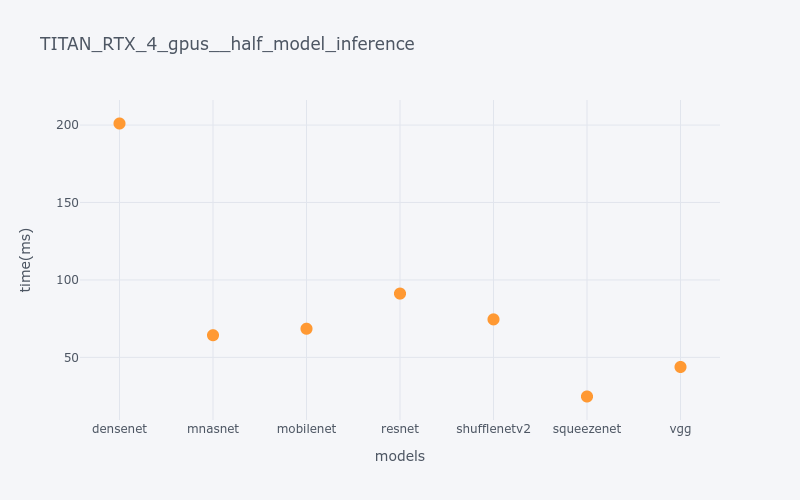 TITAN_RTX_4_gpus__half_model_inference
200
150
100
50
time(ms)
densenet mnasnet mobilenet resnet shufflenetv2 squeezenet vgg
models